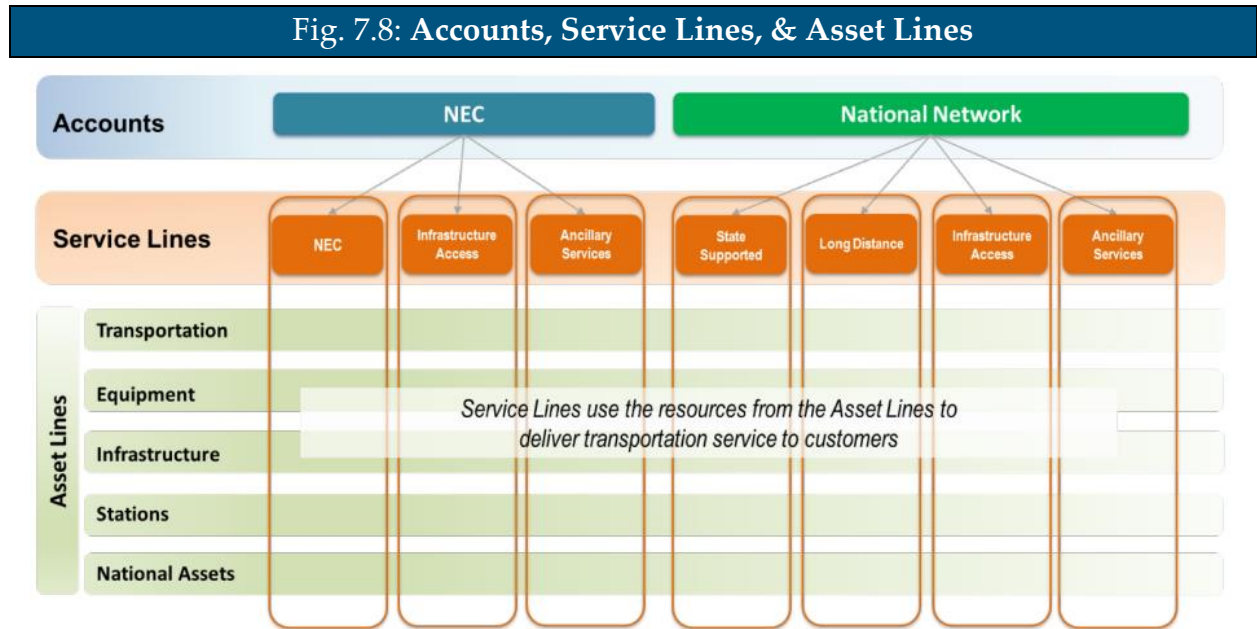 Fig. 7.8: Accounts, Service Lines, & Asset Lines
Accounts
NEC
National Network
Service Lines
NEC
Infrastructure
Access
Ancillary
Services
State
Supported
Long Distance
Infrastructure
Access
Ancillary
Services
Asset Lines
Transportation
Equipment
Infrastructure
Stations
National Assets
Service Lines use the resources from the Asset Lines to
deliver transportation service to customers